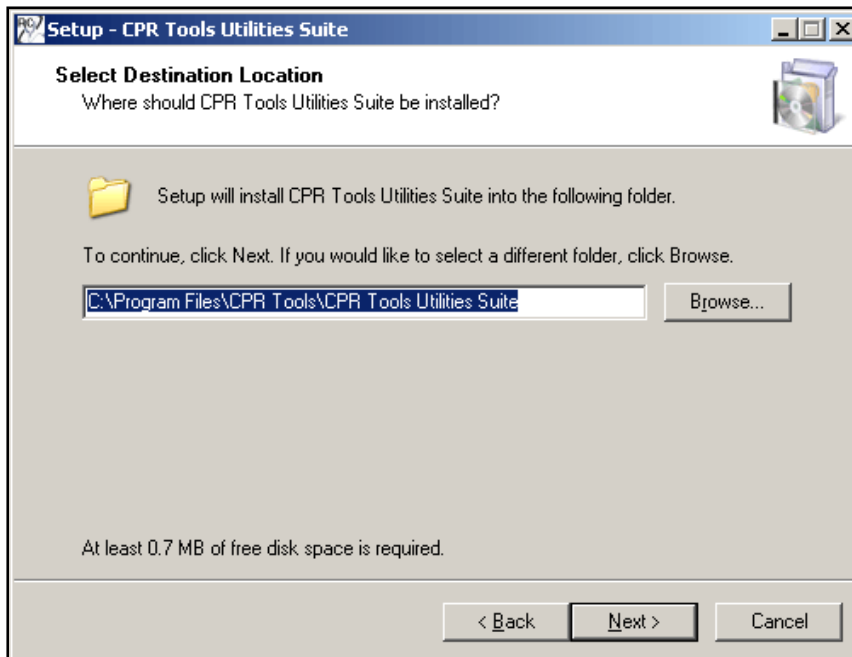 Setup - CPR Tools Utilities Suite
Select Destination Location
Where should CPR Tools Utilities Suite be installed?
Setup will install CPR Tools Utilities Suite into the following folder.
To continue, click Next. If you would like to select a different folder, click Browse.
C:\Program Files\CPR Tools\CPR Tools Utilities Suite
Browse...
At least 0.7 MB of free disk space is required.
< Back
Next >
Cancel